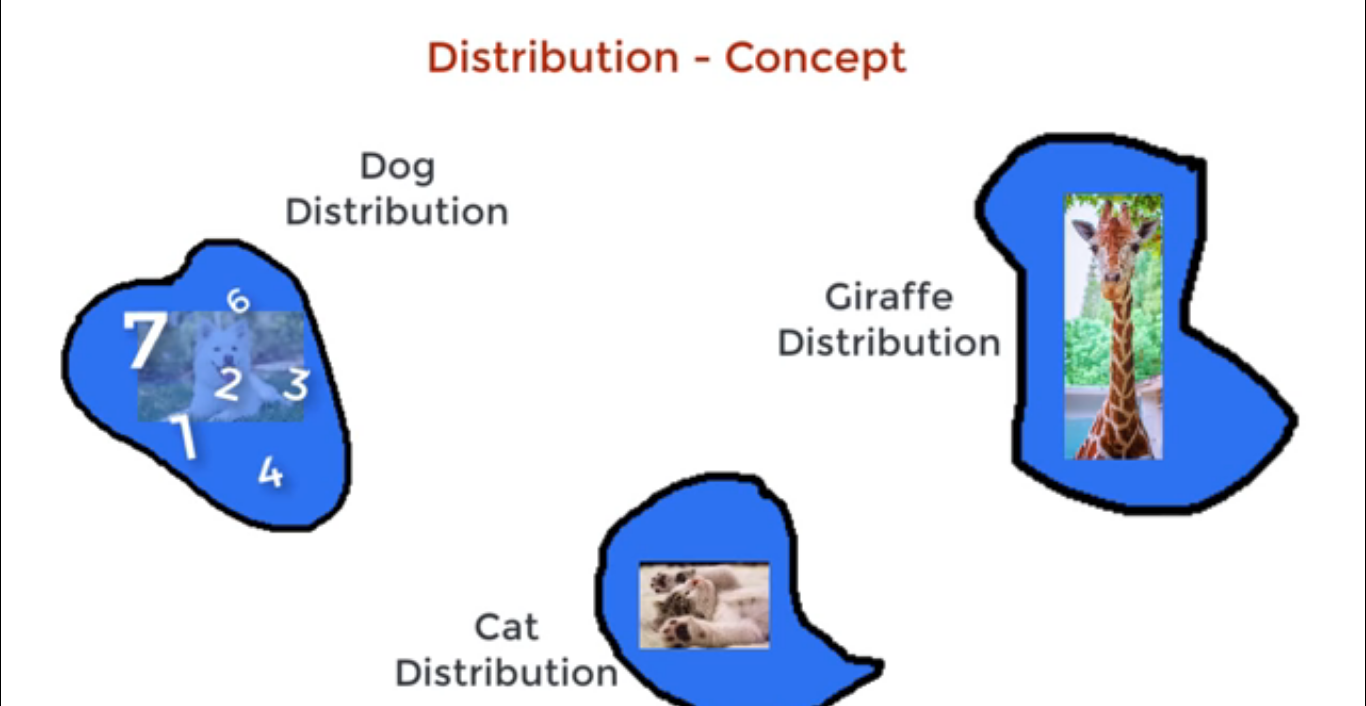 Distribution - Concept
Dog
Distribution
6
7
2
3
1
4
Giraffe
Distribution
Cat
Distribution